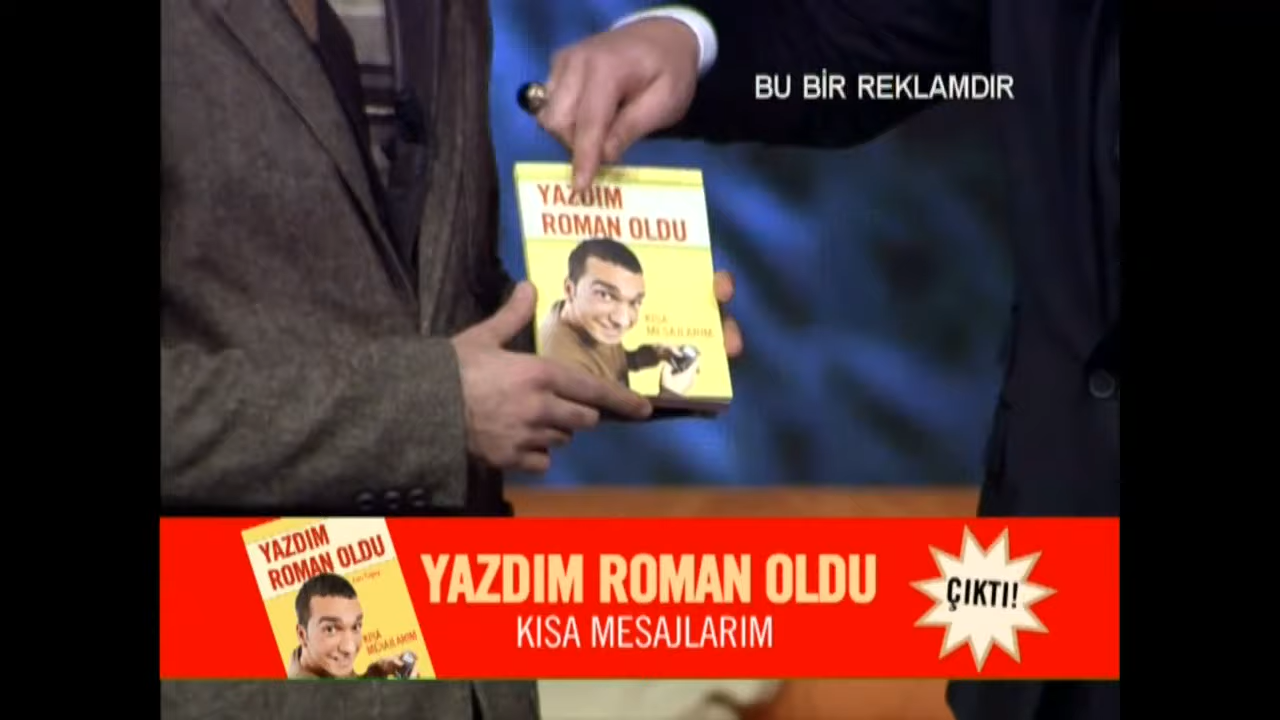 BU BİR REKLAMDIR
YAZDIM
ROMAN OLDU
KISA
MESAJLARIM
YAZDIM
ROMAN OLDU
KISA
MESAJLARIM
YAZDIM ROMAN OLDU
KISA MESAJLARIM
ÇIKTI!